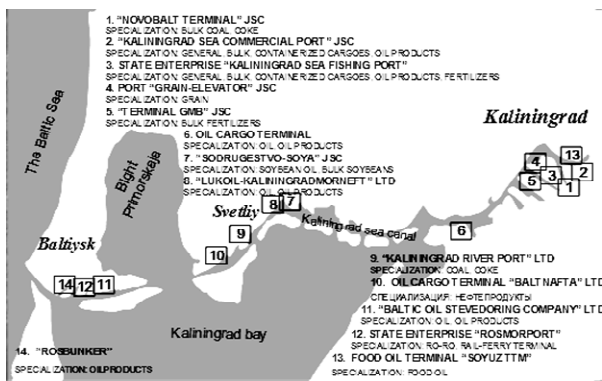 1. "NOVOBALT TERMINAL" JSC
SPECIALIZATION: BULK COAL, COKE
2. "KALININGRAD SEA COMMERCIAL PORT" JSC
SPECIALIZATION: GENERAL, BULK, CONTAINERIZED CARGOES, OIL PRODUCTS
3. STATE ENTERPRISE "KALININGRAD SEA FISHING PORT"
SPECIALIZATION: GENERAL, BULK, CONTAINERIZED CARGOES, OIL PRODUCTS, FERTILIZERS
4. PORT "GRAIN-ELEVATOR" JSC
SPECIALIZATION: GRAIN
5. "TERMINAL GMB" JSC
SPECIALIZATION: BULK FERTILIZERS
6. OIL CARGO TERMINAL
SPECIALIZATION: OIL, OIL PRODUCTS
7. "SODRUGESTVO-SOYA" JSC
SPECIALIZATION: SOYBEAN OIL, BULK SOYBEANS
8. "LUKOIL-KALININGRADMORNEFT" LTD
SPECIALIZATION: OIL, OIL PRODUCTS
The Baltic Sea
Bight Primorskaja
Kaliningrad
4 13
5 3 2
1
Svetliy
8 7
Kaliningrad sea canal
9
6
10
Baltiysk
14 12 11
Kaliningrad bay
9. "KALININGRAD RIVER PORT" LTD
SPECIALIZATION: COAL, COKE
10. OIL CARGO TERMINAL "BALTNAFTA" LTD
СПЕЦИАЛИЗАЦИЯ: НЕФТЕПРОДУКТЫ
11. "BALTIC OIL STEVEDORING COMPANY" LTD
SPECIALIZATION: OIL, OIL PRODUCTS
12. STATE ENTERPRISE "ROSMORPORT"
SPECIALIZATION: RO-RO, RAIL-FERRY TERMINAL
13. FOOD OIL TERMINAL "SOYUZTTM"
SPECIALIZATION: FOOD OIL
14. "ROSBUNKER"
SPECIALIZATION: OIL PRODUCTS